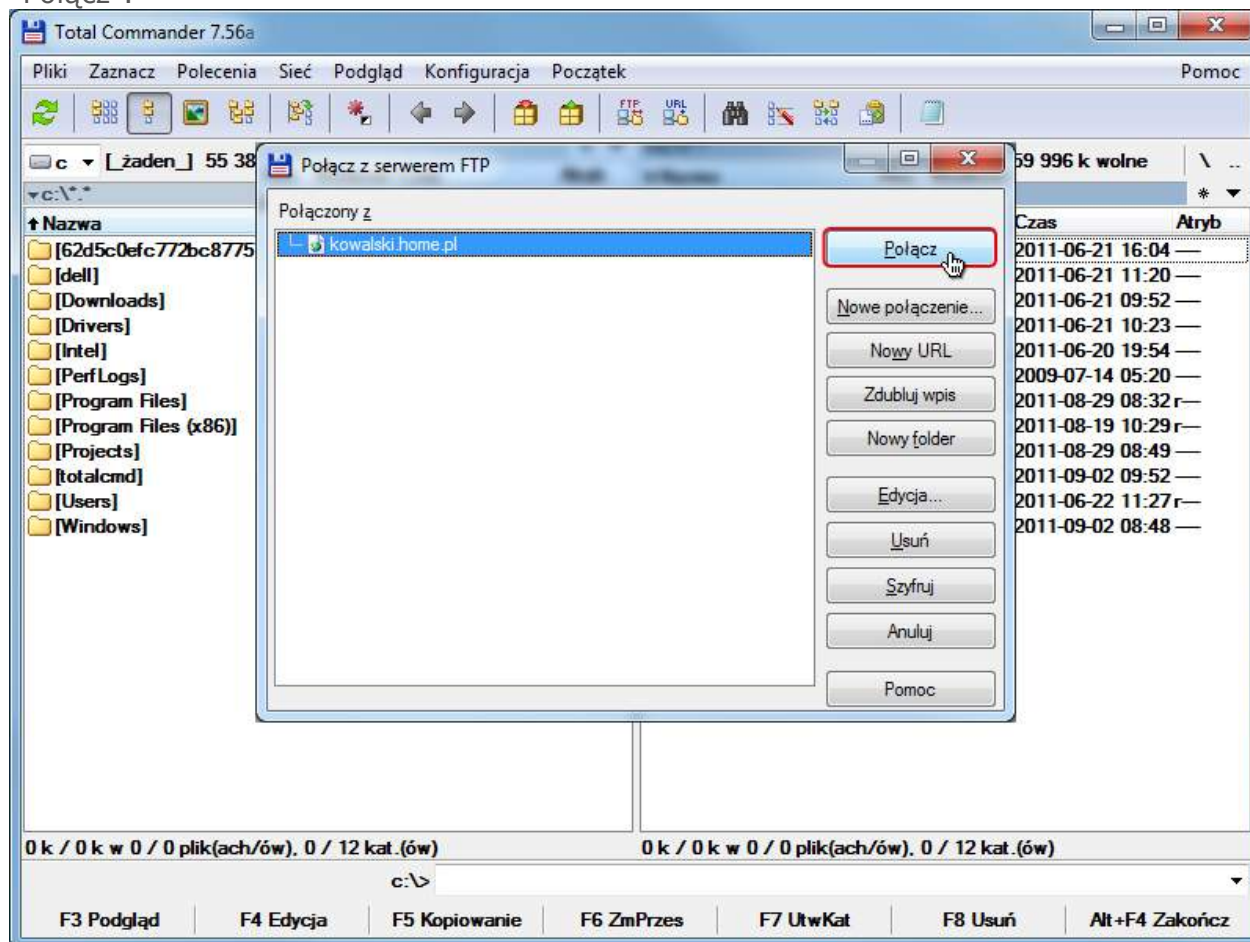 Połącz".
Total Commander 7.56a
Pliki Zaznacz Polecenia Sieć Podgląd Konfiguracja Początek Pomoc
FTP URL
c [_żaden_] 55 38
59 996 k wolne \ ..
c:\*.*
* ▼
Nazwa
Czas Atryb
[62d5c0efc772bc8775
2011-06-21 16:04 —
[dell]
2011-06-21 11:20 —
[Downloads]
2011-06-21 09:52 —
[Drivers]
2011-06-21 10:23 —
[Intel]
2011-06-20 19:54 —
[PerfLogs]
2009-07-14 05:20 —
[Program Files]
2011-08-29 08:32 r—
[Program Files (x86)]
2011-08-19 10:29 r—
[Projects]
2011-08-29 08:49 —
[totalcmd]
2011-09-02 09:52 —
[Users]
2011-06-22 11:27 r—
[Windows]
2011-09-02 08:48 —
Połącz z serwerem FTP
Połączony z
kowalski.home.pl
Połącz
Nowe połączenie...
Nowy URL
Zdubluj wpis
Nowy folder
Edycja...
Usuń
Szyfruj
Anuluj
Pomoc
0 k / 0 k w 0 / 0 plik(ach/ów), 0 / 12 kat.(ów)
0 k / 0 k w 0 / 0 plik(ach/ów), 0 / 12 kat.(ów)
c:\>
F3 Podgląd F4 Edycja F5 Kopiowanie F6 ZmPrzes F7 UtwKat F8 Usuń Alt+F4 Zakończ